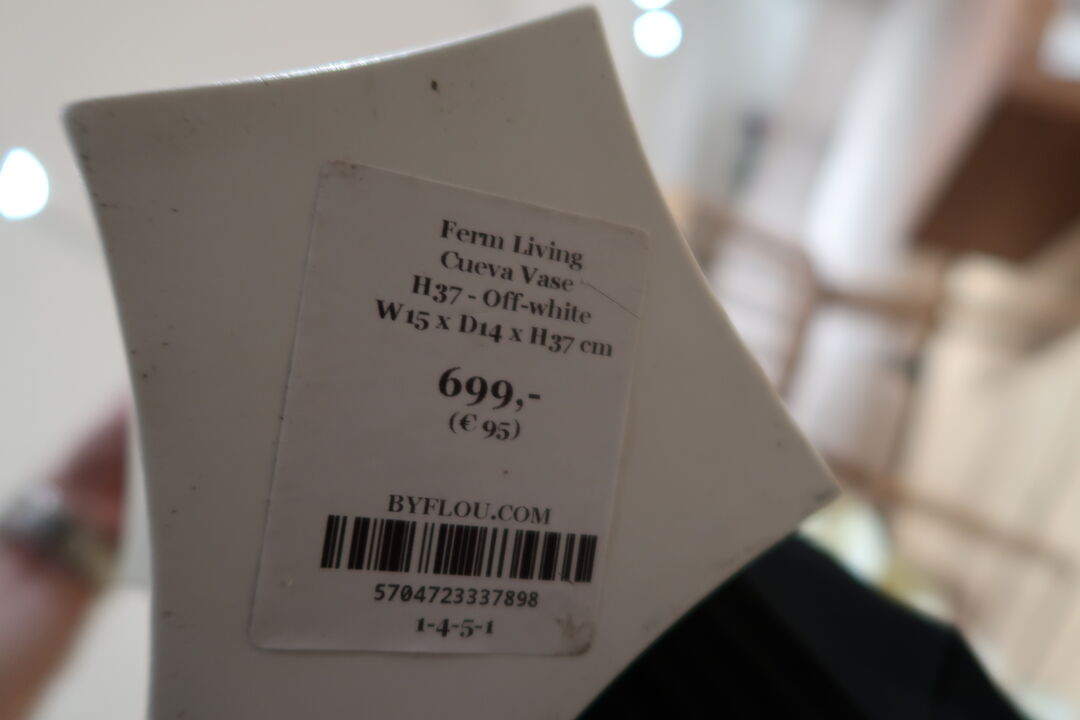 Ferm Living
Cueva Vase
H37 - Off-white
W15 x D14 x H37 cm
699,-
(€ 95)
BYFLOU.COM
5704723337898
1-4-5-1